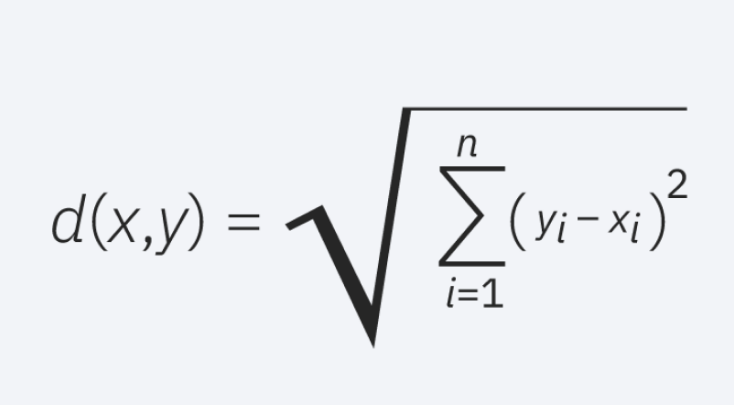 d(x,y) = √ n ∑ i=1 (yi − xi)2